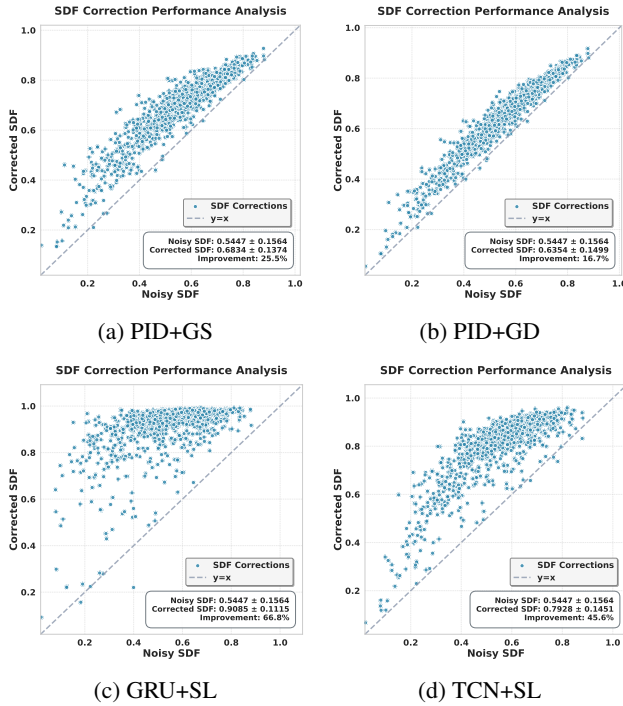 SDF Correction Performance Analysis
1.0
0.8
0.6
0.4
0.2
Corrected SDF
SDF Corrections
y=x
Noisy SDF: 0.5447 ± 0.1564
Corrected SDF: 0.6834 ± 0.1374
Improvement: 25.5%
0.2 0.4 0.6 0.8 1.0
Noisy SDF
(a) PID+GS
SDF Correction Performance Analysis
1.0
0.8
0.6
0.4
0.2
Corrected SDF
SDF Corrections
y=x
Noisy SDF: 0.5447 ± 0.1564
Corrected SDF: 0.6354 ± 0.1499
Improvement: 16.7%
0.2 0.4 0.6 0.8 1.0
Noisy SDF
(b) PID+GD
SDF Correction Performance Analysis
1.0
0.8
0.6
0.4
0.2
Corrected SDF
SDF Corrections
y=x
Noisy SDF: 0.5447 ± 0.1564
Corrected SDF: 0.9085 ± 0.1115
Improvement: 66.8%
0.2 0.4 0.6 0.8 1.0
Noisy SDF
(c) GRU+SL
SDF Correction Performance Analysis
1.0
0.8
0.6
0.4
0.2
Corrected SDF
SDF Corrections
y=x
Noisy SDF: 0.5447 ± 0.1564
Corrected SDF: 0.7928 ± 0.1451
Improvement: 45.6%
0.2 0.4 0.6 0.8 1.0
Noisy SDF
(d) TCN+SL